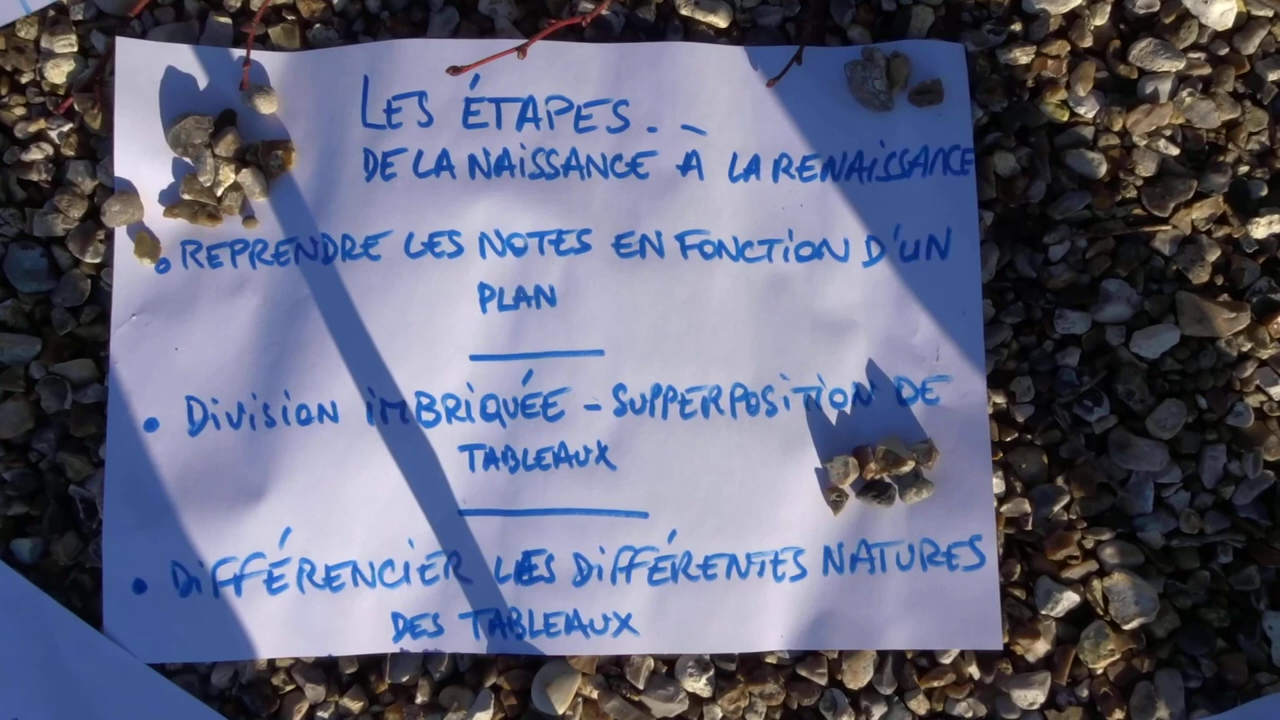 LES ÉTAPES..
DE LA NAISSANCE A LA RENAISSANCE
• REPRENDRE LES NOTES EN FONCTION D'UN
PLAN
• DIVISION IMBRIQUÉE - SUPPERPOSITION DE
TABLEAUX
• DIFFÉRENCIER LES DIFFÉRENTES NATURES
DES TABLEAUX